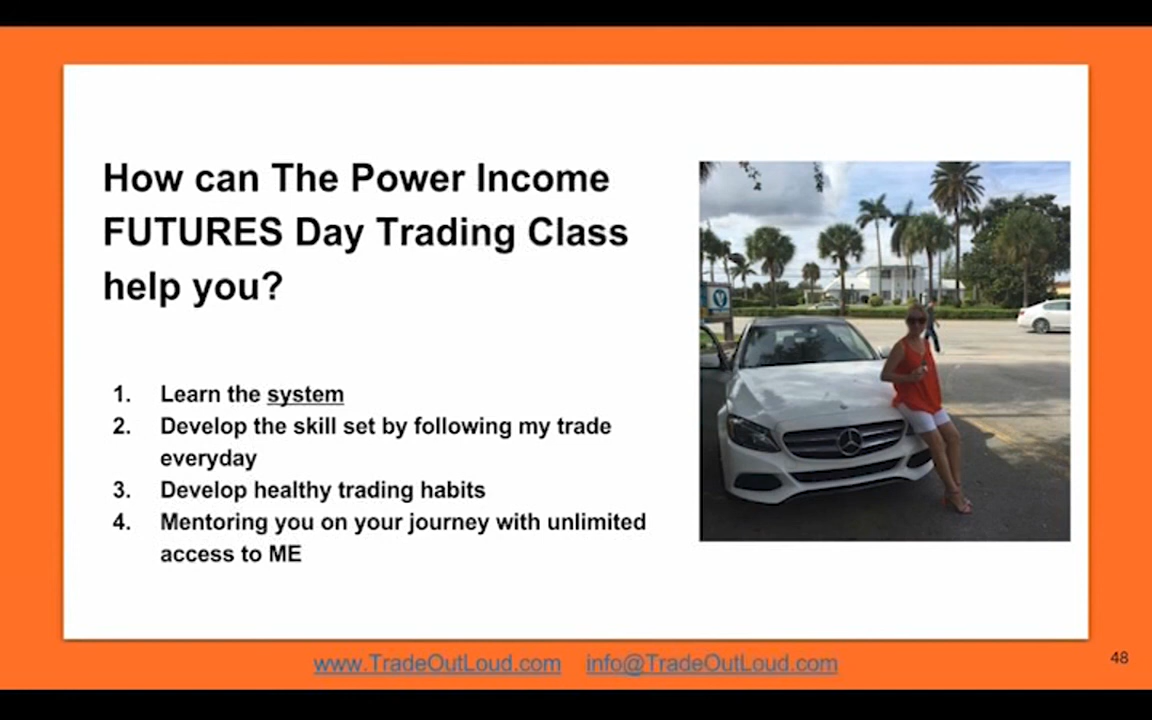 How can The Power Income
FUTURES Day Trading Class
help you?
1. Learn the system
2. Develop the skill set by following my trade
everyday
3. Develop healthy trading habits
4. Mentoring you on your journey with unlimited
access to ME
www.TradeOutLoud.com info@TradeOutLoud.com
48